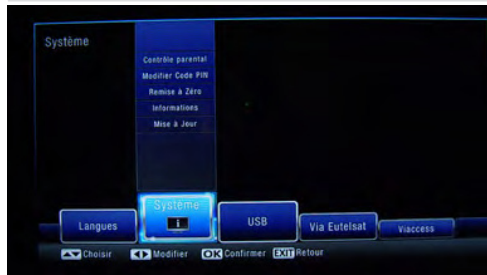 Système
Contrôle parental
Modifier Code PIN
Remise à Zéro
Informations
Mise à Jour
Langues
Système
i
USB
Via Eutelsat
Viaccess
Choisir
Modifier
OK Confirmer
EXIT Retour